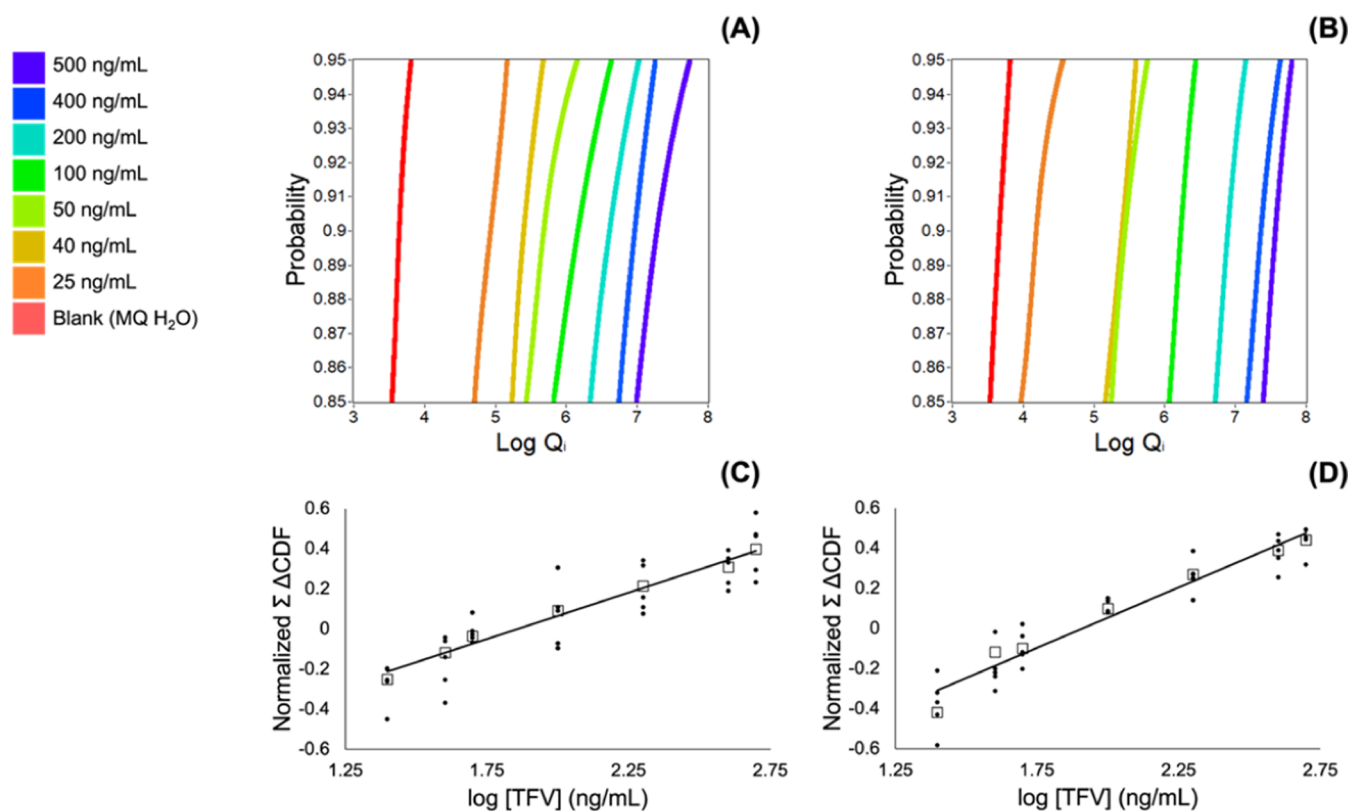 (A)
(B)
500 ng/mL
400 ng/mL
200 ng/mL
100 ng/mL
50 ng/mL
40 ng/mL
25 ng/mL
Blank (MQ H₂O)
Probability
0.95
0.94
0.93
0.92
0.91
0.9
0.89
0.88
0.87
0.86
0.85
3 4 5 6 7 8
Log Qᵢ
Probability
0.95
0.94
0.93
0.92
0.91
0.9
0.89
0.88
0.87
0.86
0.85
3 4 5 6 7 8
Log Qᵢ
(C)
(D)
Normalized Σ ΔCDF
0.6
0.4
0.2
0
-0.2
-0.4
-0.6
1.25 1.75 2.25 2.75
log [TFV] (ng/mL)
Normalized Σ ΔCDF
0.6
0.4
0.2
0
-0.2
-0.4
-0.6
1.25 1.75 2.25 2.75
log [TFV] (ng/mL)